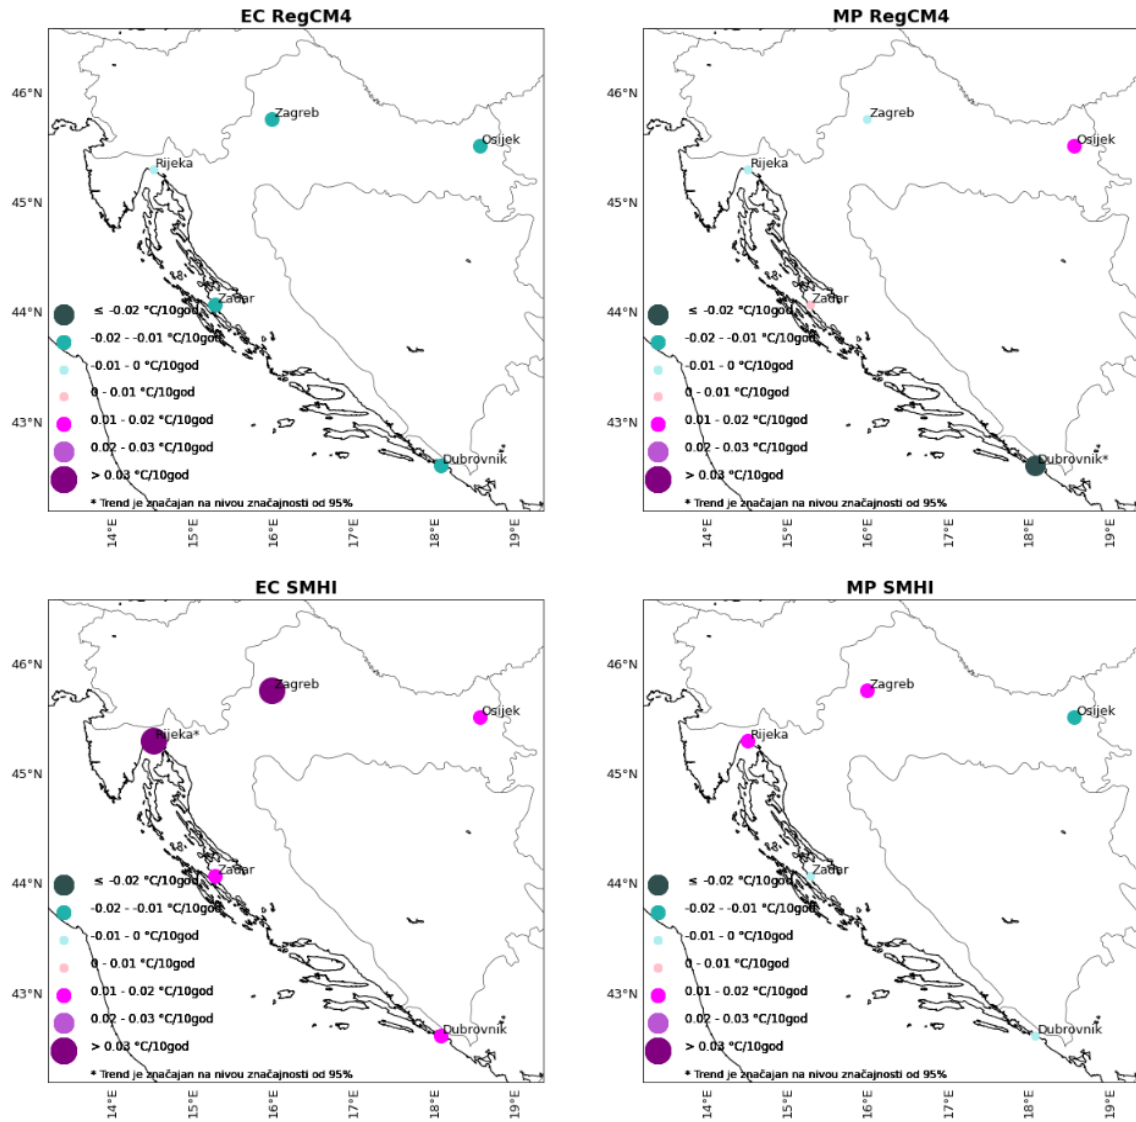 EC RegCM4
46°N
45°N
44°N
43°N
Zagreb
Osijek
Rijeka
Zadar
Dubrovnik
≤ -0.02 °C/10god
-0.02 - -0.01 °C/10god
-0.01 - 0 °C/10god
0 - 0.01 °C/10god
0.01 - 0.02 °C/10god
0.02 - 0.03 °C/10god
> 0.03 °C/10god
* Trend je značajan na nivou značajnosti od 95%
14°E
15°E
16°E
17°E
18°E
19°E
MP RegCM4
46°N
45°N
44°N
43°N
Zagreb
Osijek
Rijeka
Zadar
Dubrovnik*
≤ -0.02 °C/10god
-0.02 - -0.01 °C/10god
-0.01 - 0 °C/10god
0 - 0.01 °C/10god
0.01 - 0.02 °C/10god
0.02 - 0.03 °C/10god
> 0.03 °C/10god
* Trend je značajan na nivou značajnosti od 95%
14°E
15°E
16°E
17°E
18°E
19°E
EC SMHI
46°N
45°N
44°N
43°N
Zagreb
Osijek
Rijeka*
Zadar
Dubrovnik
≤ -0.02 °C/10god
-0.02 - -0.01 °C/10god
-0.01 - 0 °C/10god
0 - 0.01 °C/10god
0.01 - 0.02 °C/10god
0.02 - 0.03 °C/10god
> 0.03 °C/10god
* Trend je značajan na nivou značajnosti od 95%
14°E
15°E
16°E
17°E
18°E
19°E
MP SMHI
46°N
45°N
44°N
43°N
Zagreb
Osijek
Rijeka
Zadar
Dubrovnik
≤ -0.02 °C/10god
-0.02 - -0.01 °C/10god
-0.01 - 0 °C/10god
0 - 0.01 °C/10god
0.01 - 0.02 °C/10god
0.02 - 0.03 °C/10god
> 0.03 °C/10god
* Trend je značajan na nivou značajnosti od 95%
14°E
15°E
16°E
17°E
18°E
19°E